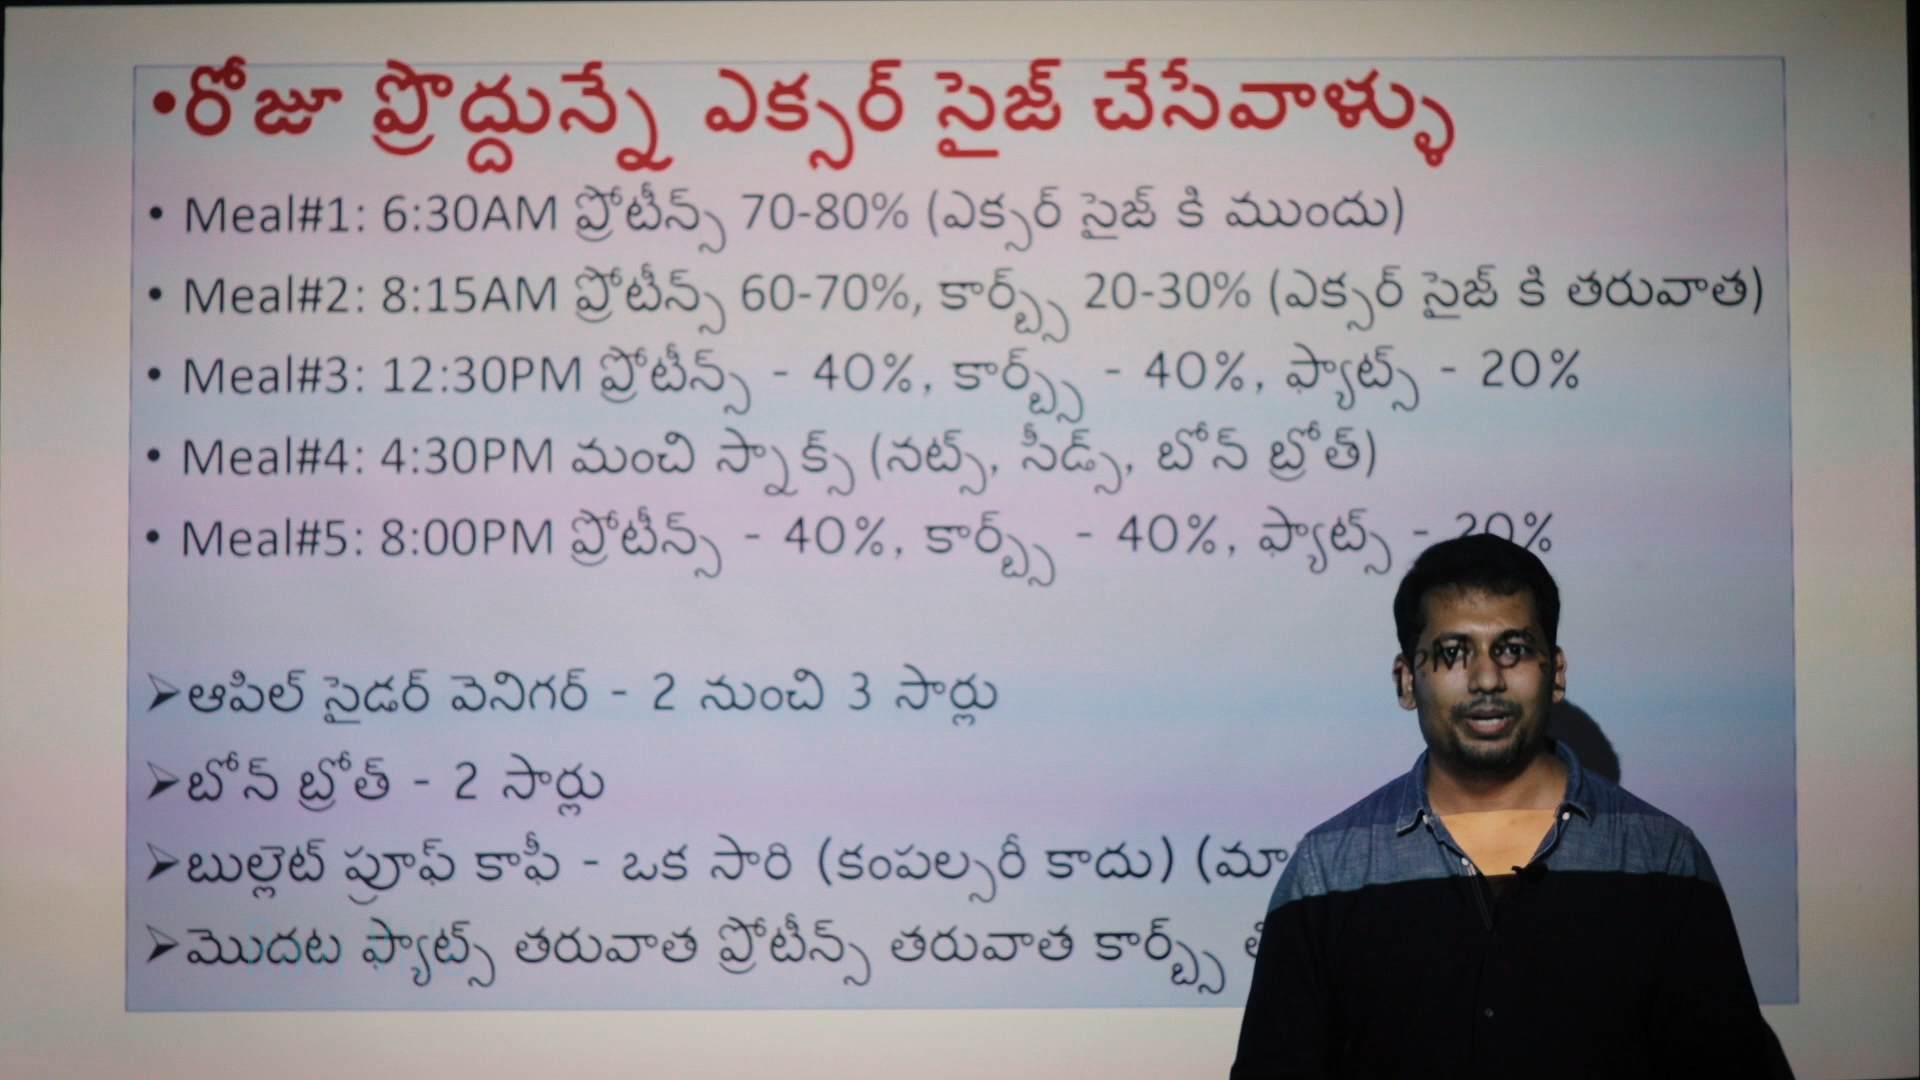 •రోజూ ప్రొద్దున్నే ఎక్సర్ సైజ్ చేసేవాళ్ళు
• Meal#1: 6:30AM ప్రోటీన్స్ 70-80% (ఎక్సర్ సైజ్ కి ముందు)
• Meal#2: 8:15AM ప్రోటీన్స్ 60-70%, కార్బ్స్ 20-30% (ఎక్సర్ సైజ్ కి తరువాత)
• Meal#3: 12:30PM ప్రోటీన్స్ - 40%, కార్బ్స్ - 40%, ఫ్యాట్స్ - 20%
• Meal#4: 4:30PM మంచి స్నాక్స్ (నట్స్, సీడ్స్, బోన్ బ్రోత్)
• Meal#5: 8:00PM ప్రోటీన్స్ - 40%, కార్బ్స్ - 40%, ఫ్యాట్స్ - 20%
➢ఆపిల్ సైడర్ వెనిగర్ - 2 నుంచి 3 సార్లు
➢బోన్ బ్రోత్ - 2 సార్లు
➢బుల్లెట్ ప్రూఫ్ కాఫీ - ఒక సారి (కంపల్సరీ కాదు)
➢మొదట ఫ్యాట్స్ తరువాత ప్రోటీన్స్ తరువాత కార్బ్స్